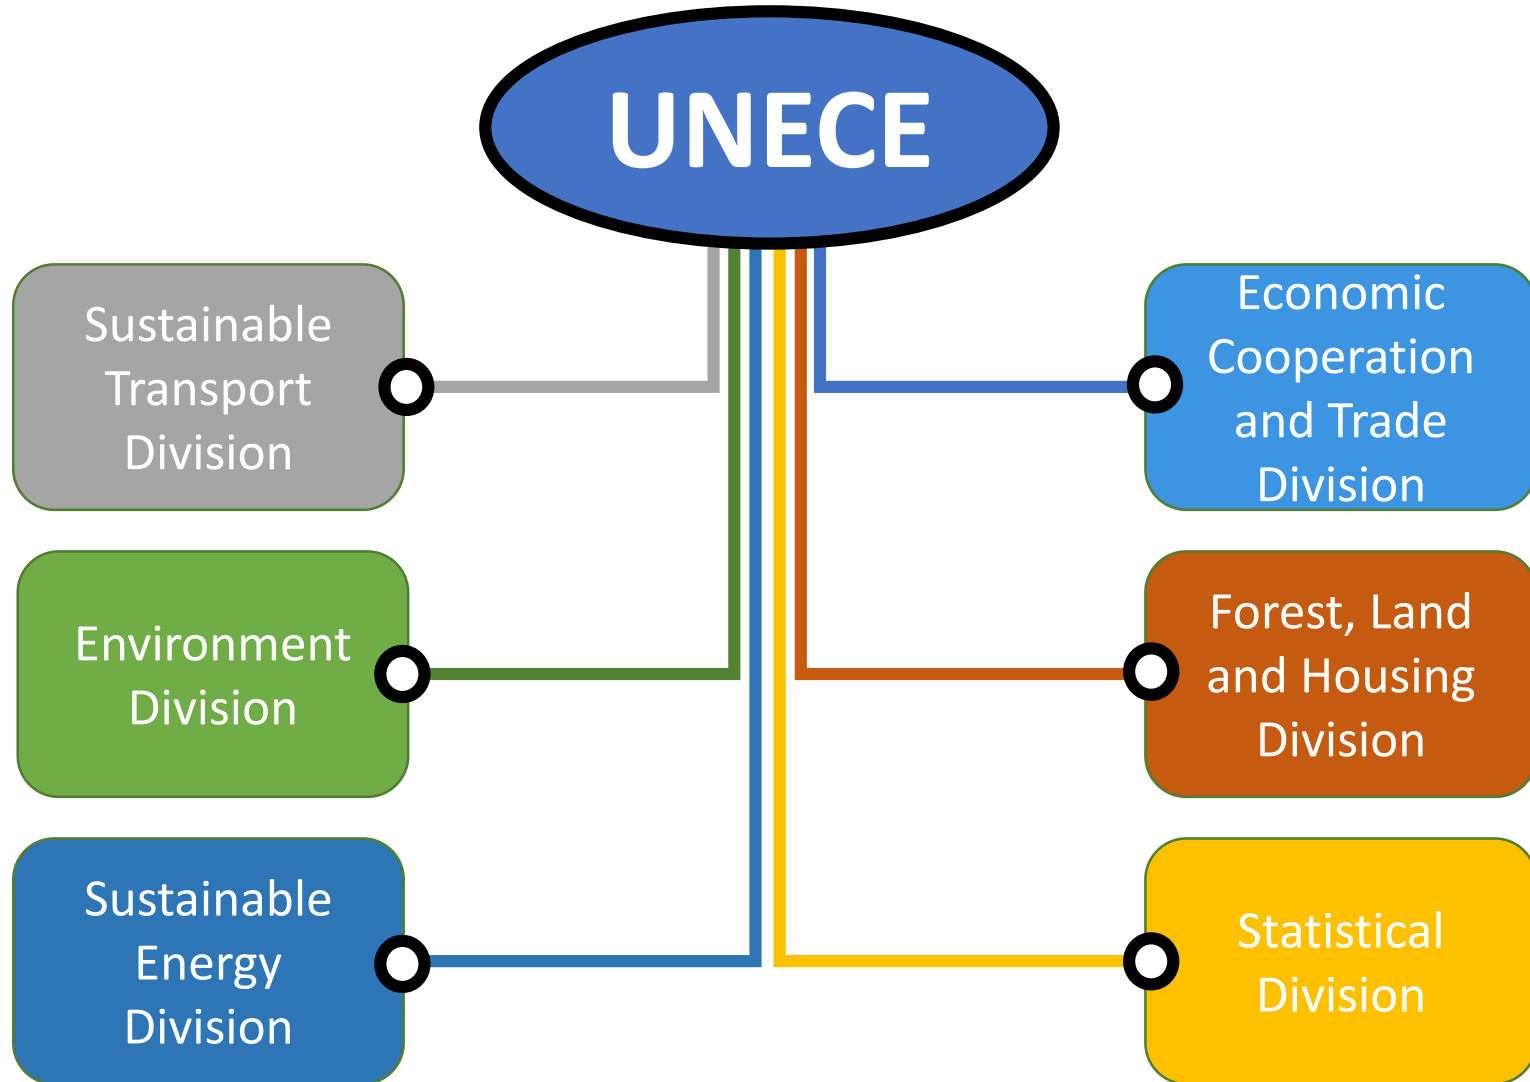 UNECE
Sustainable
Transport
Division
Economic
Cooperation
and Trade
Division
Environment
Division
Forest, Land
and Housing
Division
Sustainable
Energy
Division
Statistical
Division